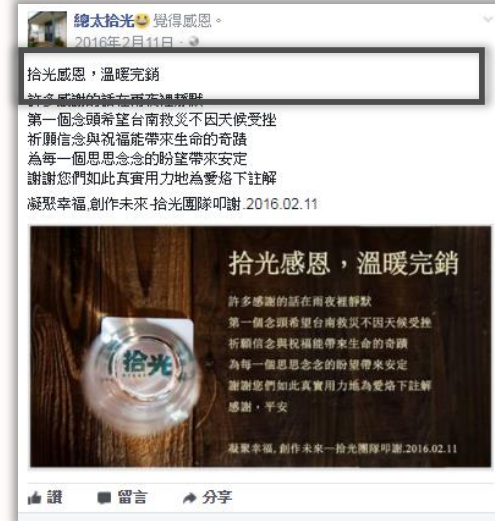 總太拾光 覺得感恩。
2016年2月11日
拾光感恩，溫暖完銷
許多感謝的話在雨夜裡靜默
第一個念頭希望台南救災不因天候受挫
祈願信念與祝福能帶來生命的奇蹟
為每一個思思念念的盼望帶來安定
謝謝您們如此真實用力地為愛烙下註解
凝聚幸福,創作未來-拾光團隊叩謝.2016.02.11
拾光感恩，溫暖完銷
許多感謝的話在雨夜裡靜默
第一個念頭希望台南救災不因天候受挫
祈願信念與祝福能帶來生命的奇蹟
為每一個思思念念的盼望帶來安定
謝謝您們如此真實用力地為愛烙下註解
感謝，平安
凝聚幸福, 創作未來—拾光團隊叩謝.2016.02.11
拾光
讚 留言 分享